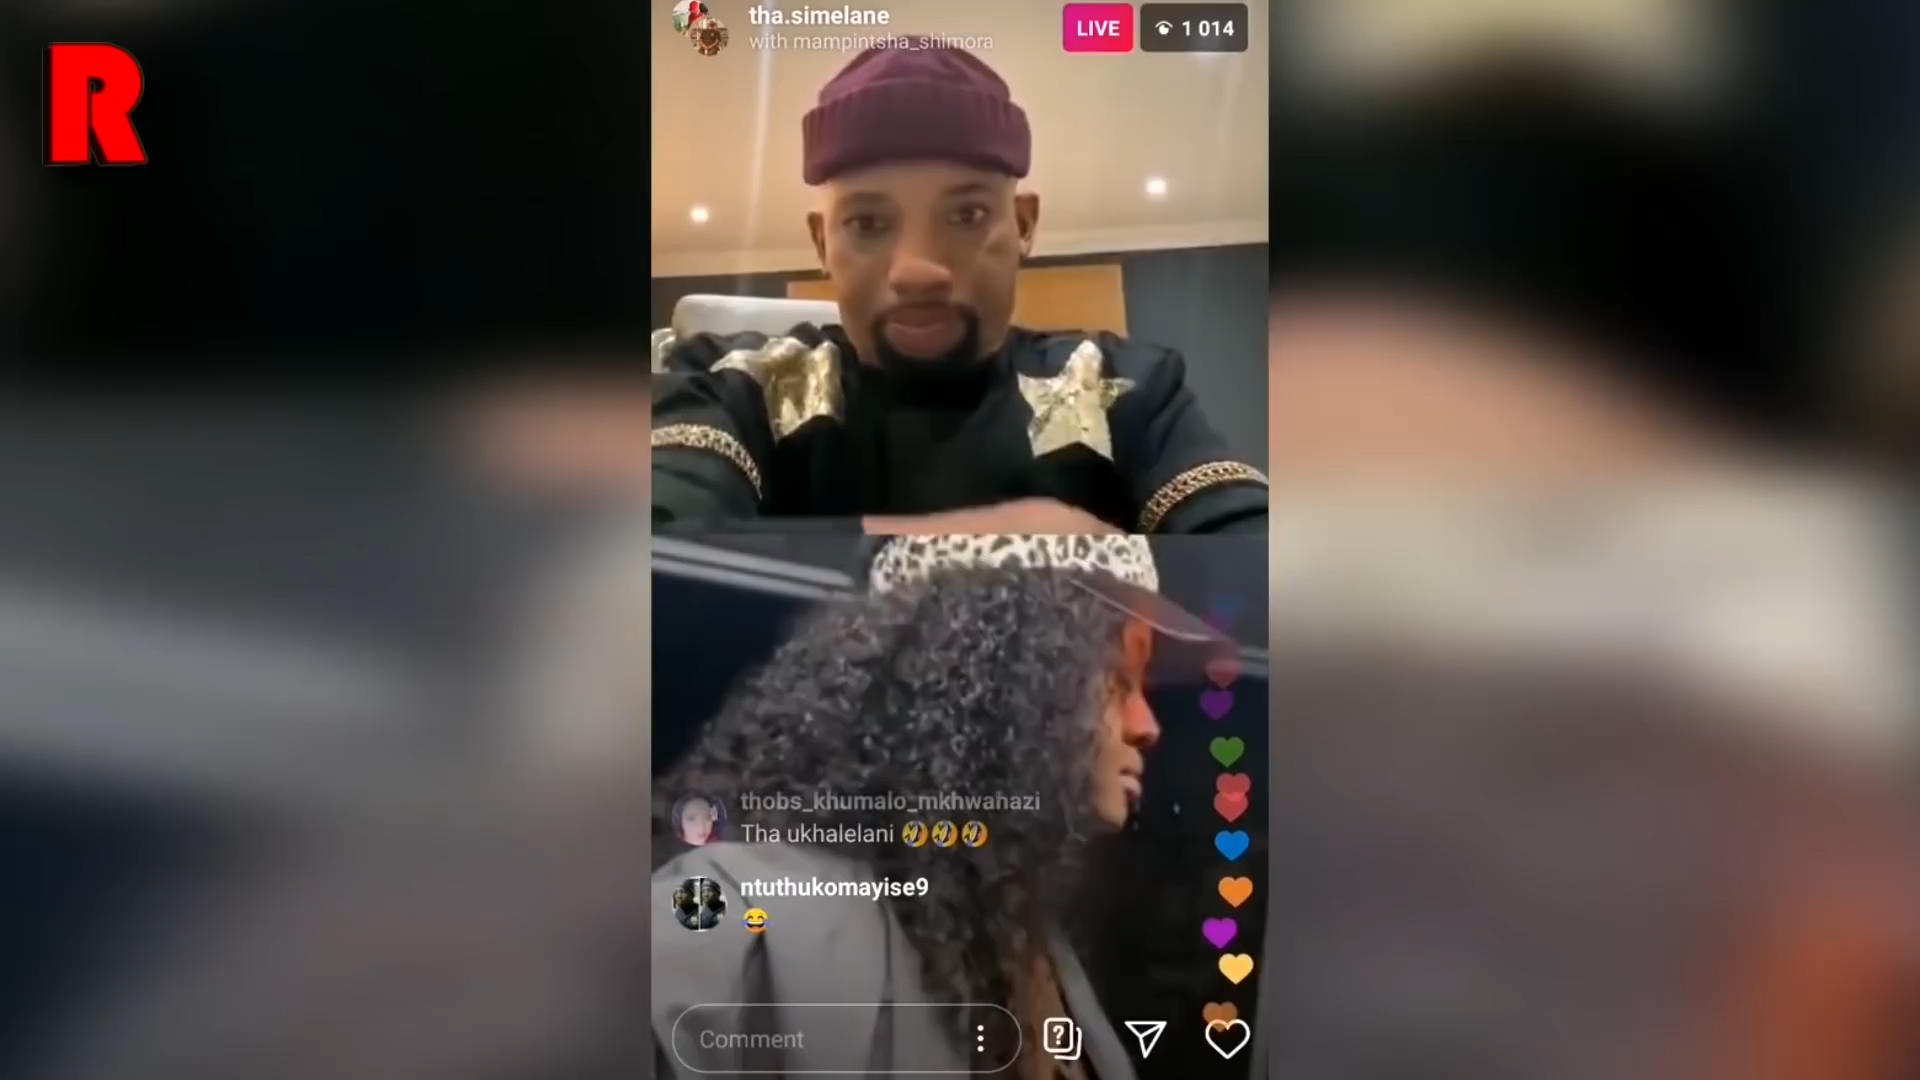 R
tha.simelane
with mampintsha_shimora
LIVE
1 014
thobs_khumalo_mkhwanazi
Tha ukhalelani 🤣🤣🤣
ntuthukomayise9
😂
Comment